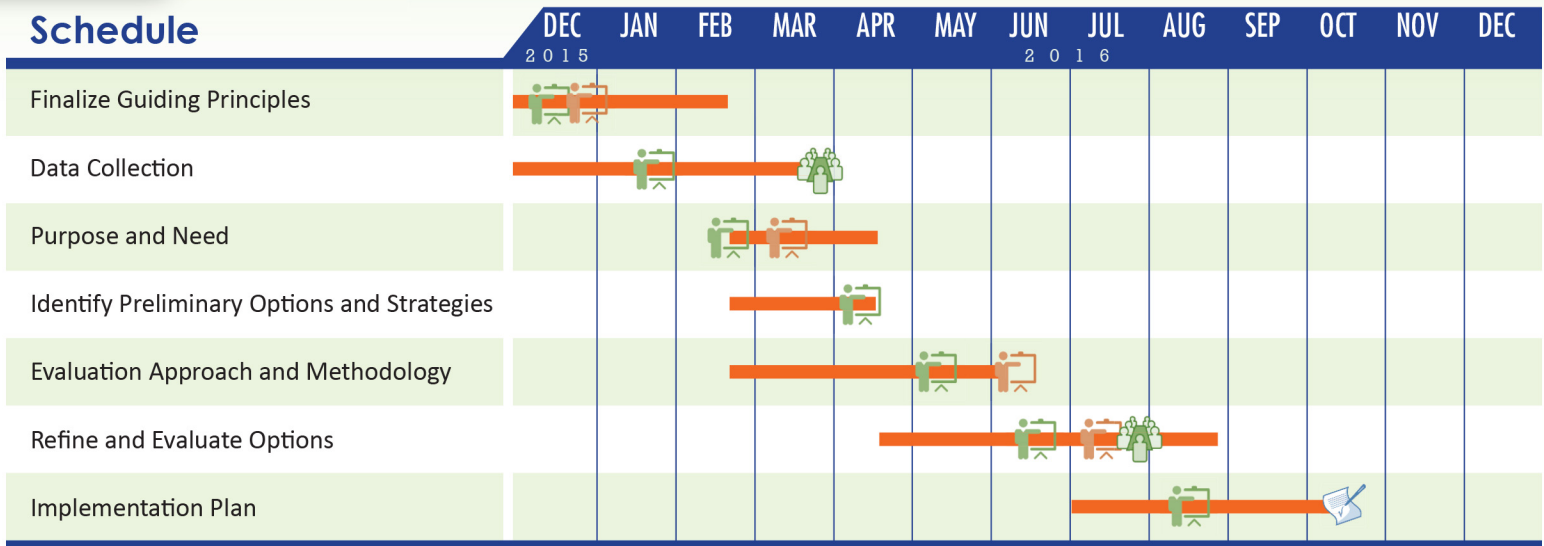 Schedule
DEC JAN FEB MAR APR MAY JUN JUL AUG SEP OCT NOV DEC
2015 2016
Finalize Guiding Principles
Data Collection
Purpose and Need
Identify Preliminary Options and Strategies
Evaluation Approach and Methodology
Refine and Evaluate Options
Implementation Plan